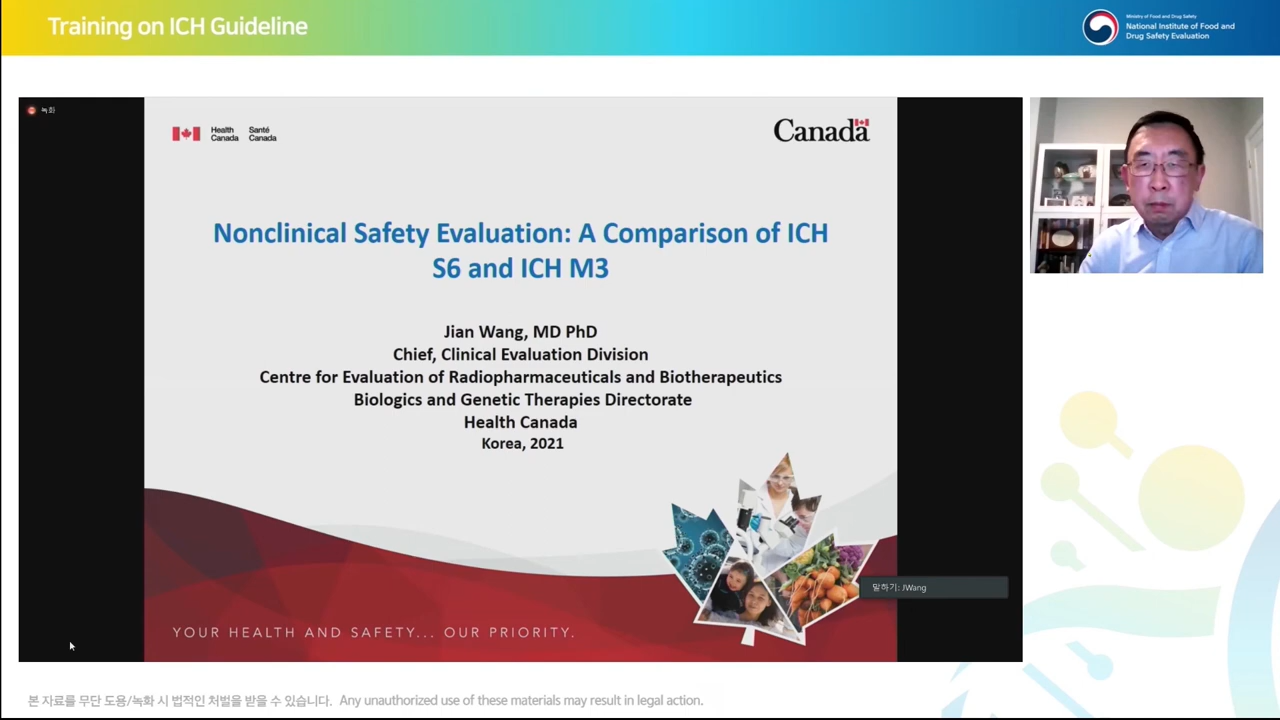 Training on ICH Guideline
Ministry of Food and Drug Safety
National Institute of Food and
Drug Safety Evaluation
녹화
Health
Canada
Santé
Canada
Canada
Nonclinical Safety Evaluation: A Comparison of ICH
S6 and ICH M3
Jian Wang, MD PhD
Chief, Clinical Evaluation Division
Centre for Evaluation of Radiopharmaceuticals and Biotherapeutics
Biologics and Genetic Therapies Directorate
Health Canada
Korea, 2021
말하기: JWang
YOUR HEALTH AND SAFETY... OUR PRIORITY.
본 자료를 무단 도용/녹화 시 법적인 처벌을 받을 수 있습니다. Any unauthorized use of these materials may result in legal action.